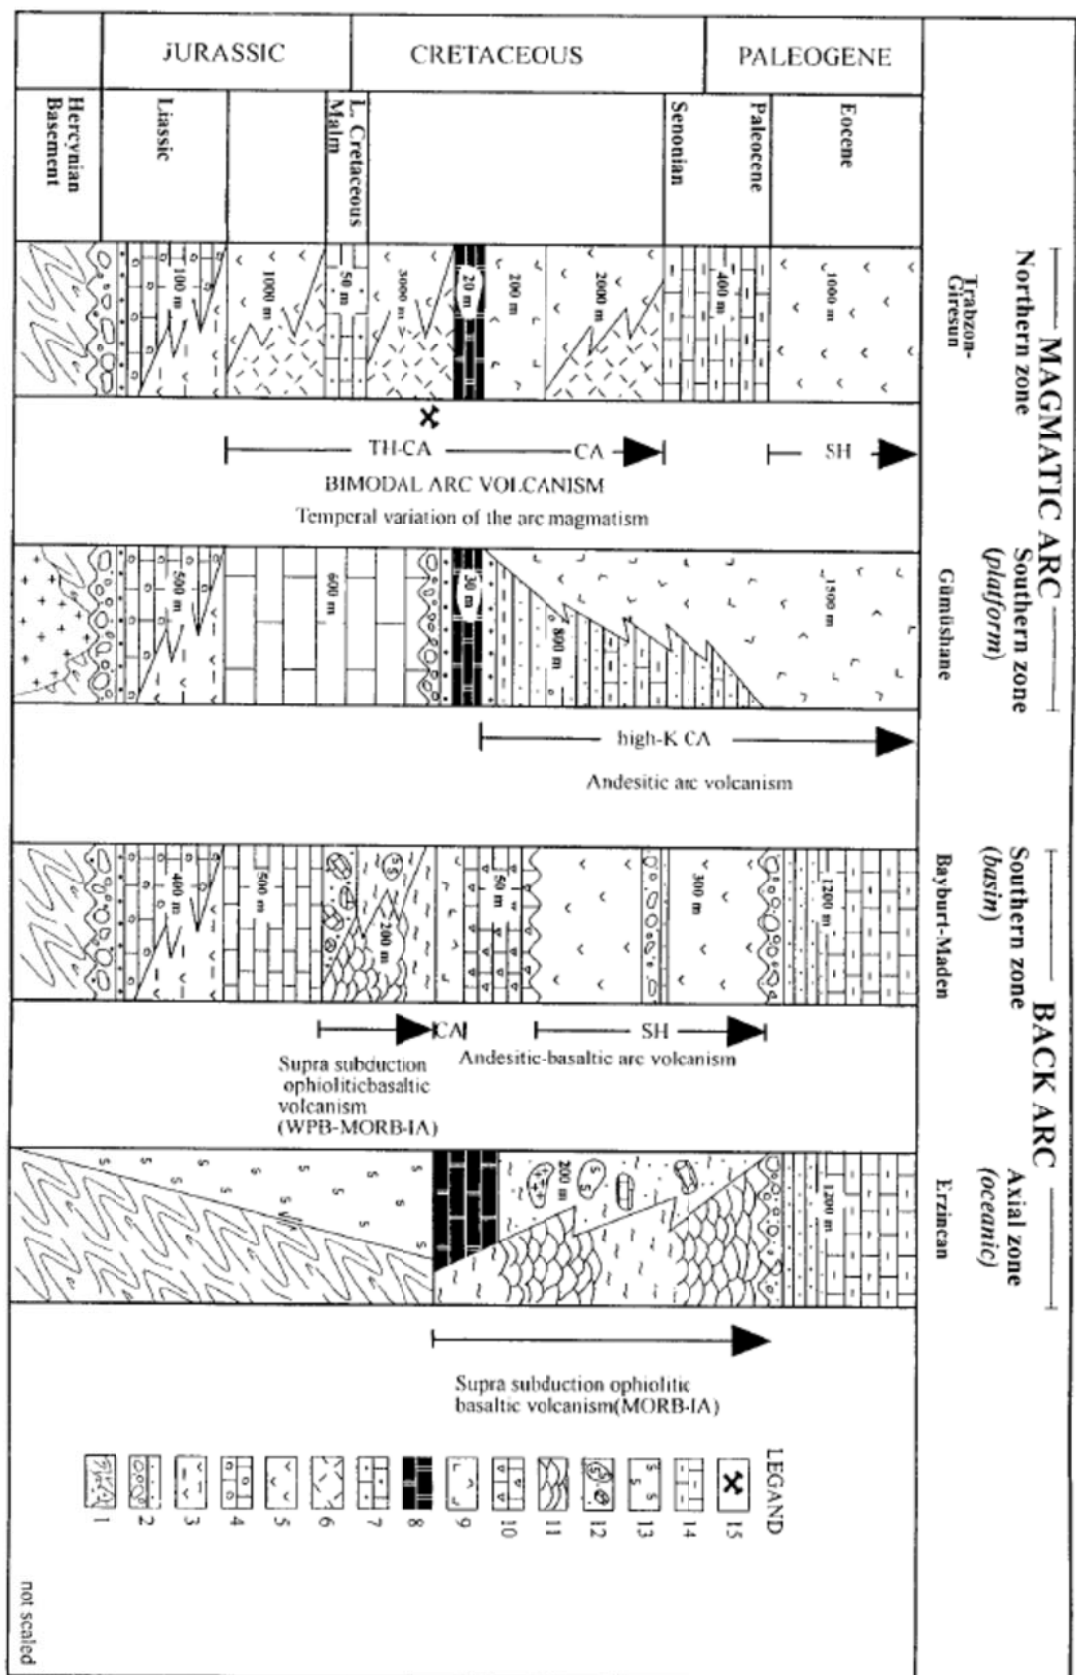 JURASSIC
CRETACEOUS
PALEOGENE
Hercynian
Basement
Liassic
Malm
L. Cretaceous
Senonian
Paleocene
Eocene
MAGMATIC ARC
Northern zone
Trabzon-
Giresun
100 m
1000 m
50 m
3000 m
20 m
200 m
2000 m
400 m
1000 m
TH-CA
CA
SH
BIMODAL ARC VOLCANISM
Temperal variation of the arc magmatism
Southern zone
(platform)
Gümüshane
500 m
600 m
30 m
800 m
1500 m
high-K CA
Andesitic arc volcanism
BACK ARC
Southern zone
(basin)
Bayburt-Maden
400 m
500 m
200 m
50 m
300 m
1200 m
CA
SH
Andesitic-basaltic arc volcanism
Supra subduction
ophioliticbasaltic
volcanism
(WPB-MORB-IA)
Axial zone
(oceanic)
Erzincan
200 m
1200 m
Supra subduction ophiolitic
basaltic volcanism(MORB-IA)
LEGAND
1
2
3
4
5
6
7
8
9
10
11
12
13
14
15
not scaled